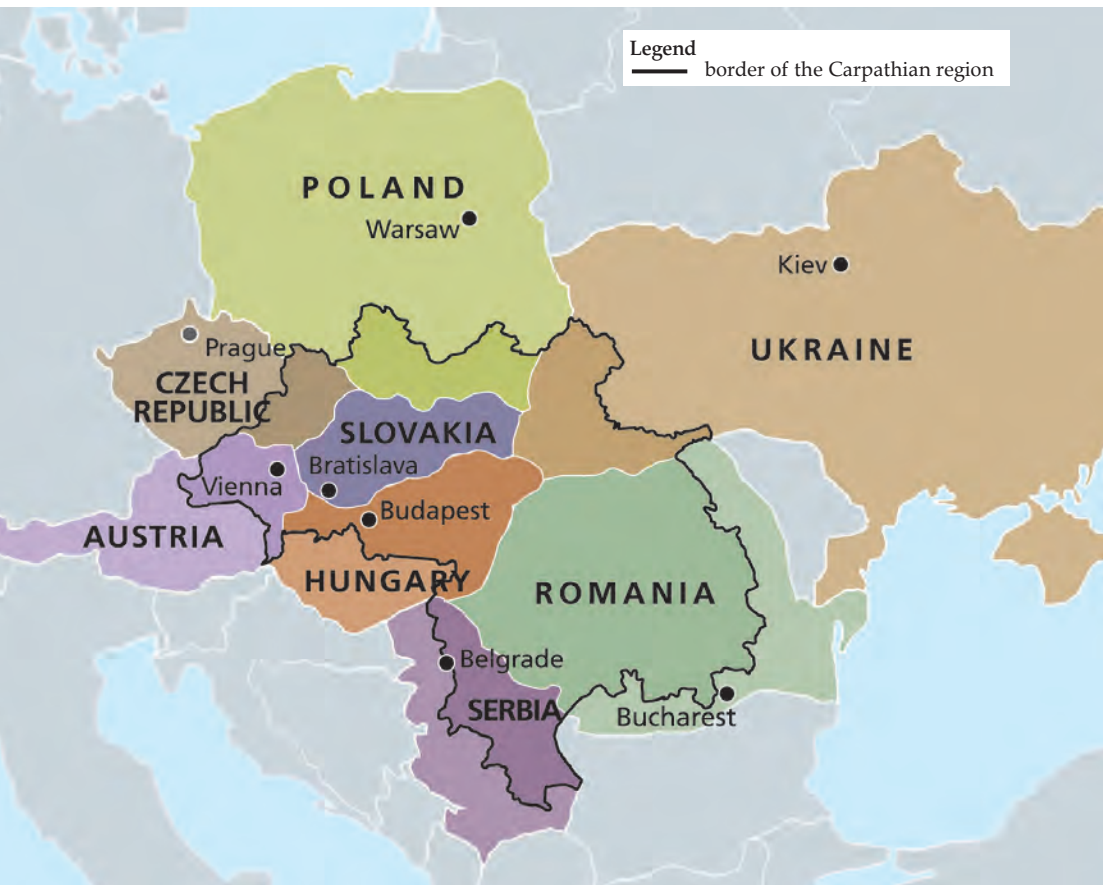 Legend
border of the Carpathian region
POLAND
Warsaw
Kiev
UKRAINE
Prague
CZECH
REPUBLIC
SLOVAKIA
Bratislava
Vienna
Budapest
AUSTRIA
HUNGARY
ROMANIA
Belgrade
SERBIA
Bucharest